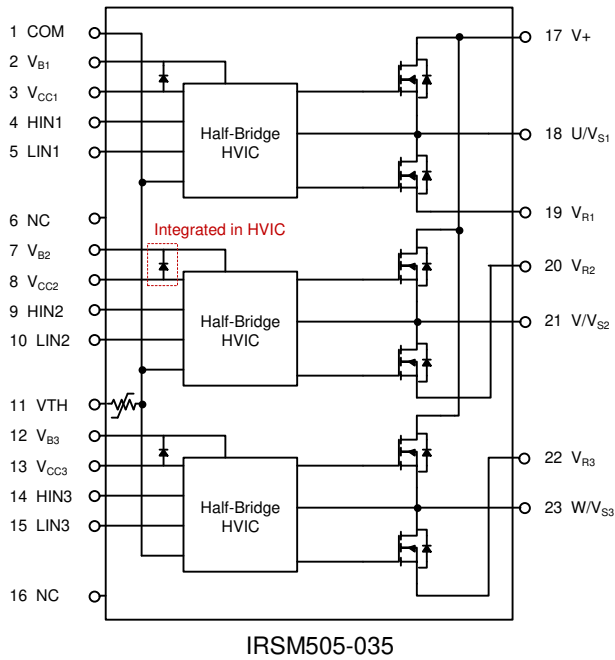 1 COM
2 VB1
3 VCC1
4 HIN1
5 LIN1
6 NC
7 VB2
8 VCC2
9 HIN2
10 LIN2
11 VTH
12 VB3
13 VCC3
14 HIN3
15 LIN3
16 NC
Half-Bridge
HVIC
Integrated in HVIC
Half-Bridge
HVIC
Half-Bridge
HVIC
17 V+
18 U/VS1
19 VR1
20 VR2
21 V/VS2
22 VR3
23 W/VS3
IRSM505-035